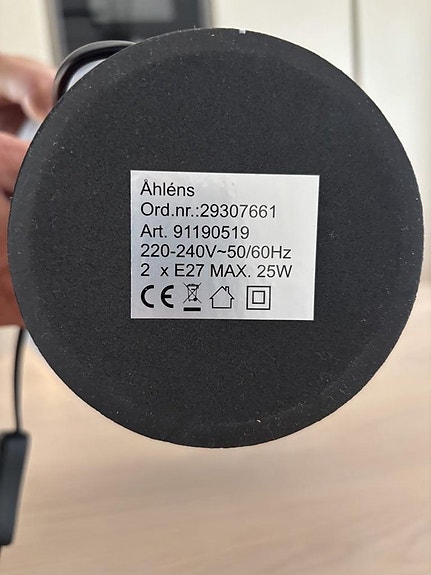 Åhléns
Ord.nr.:29307661
Art. 91190519
220-240V~50/60Hz
2 x E27 MAX. 25W
CE